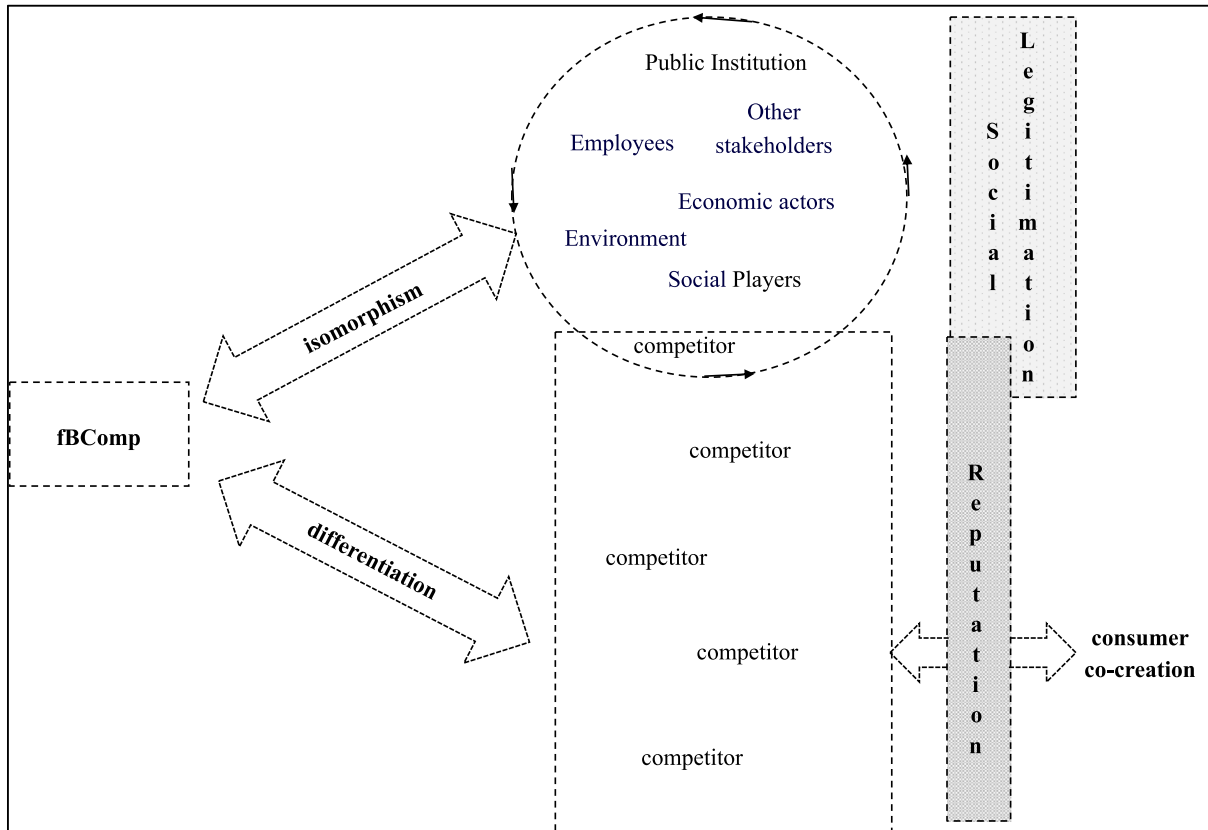 Public Institution
Other
stakeholders
Employees
Economic actors
Environment
Social Players
competitor
competitor
competitor
competitor
competitor
isomorphism
fBComp
differentiation
Social
Legitimation
Reputation
consumer
co-creation